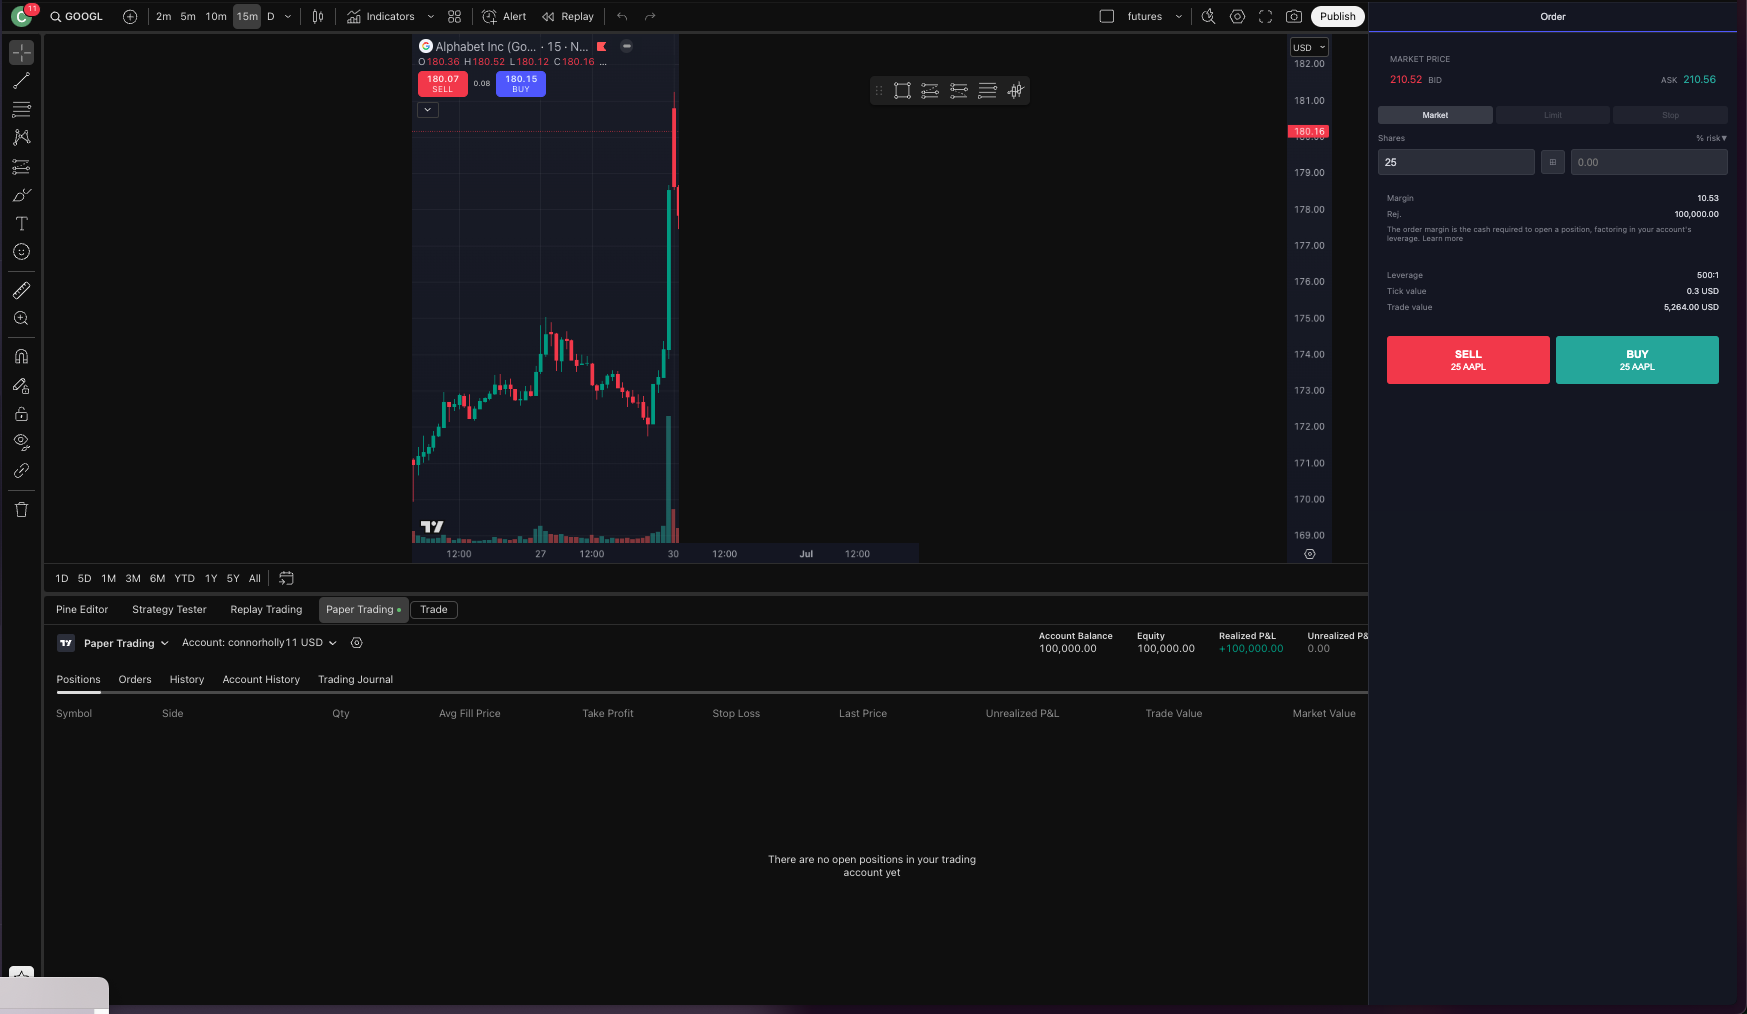 C 11 GOOGL 2m 5m 10m 15m D Indicators Alert Replay futures Publish
Alphabet Inc (Go... · 15 · N...
O180.36 H180.52 L180.12 C180.16 ...
180.07 SELL 0.08 180.15 BUY
USD
182.00
181.00
180.16
180.00
179.00
178.00
177.00
176.00
175.00
174.00
173.00
172.00
171.00
170.00
169.00
12:00 27 12:00 30 12:00 Jul 12:00
1D 5D 1M 3M 6M YTD 1Y 5Y All
Pine Editor Strategy Tester Replay Trading Paper Trading Trade
Paper Trading Account: connorholly11 USD
Account Balance Equity Realized P&L Unrealized P&
100,000.00 100,000.00 +100,000.00 0.00
Positions Orders History Account History Trading Journal
Symbol Side Qty Avg Fill Price Take Profit Stop Loss Last Price Unrealized P&L Trade Value Market Value
There are no open positions in your trading
account yet
Order
MARKET PRICE
210.52 BID ASK 210.56
Market Limit Stop
Shares % risk▼
25 0.00
Margin 10.53
Rej. 100,000.00
The order margin is the cash required to open a position, factoring in your account's
leverage. Learn more
Leverage 500:1
Tick value 0.3 USD
Trade value 5,264.00 USD
SELL BUY
25 AAPL 25 AAPL